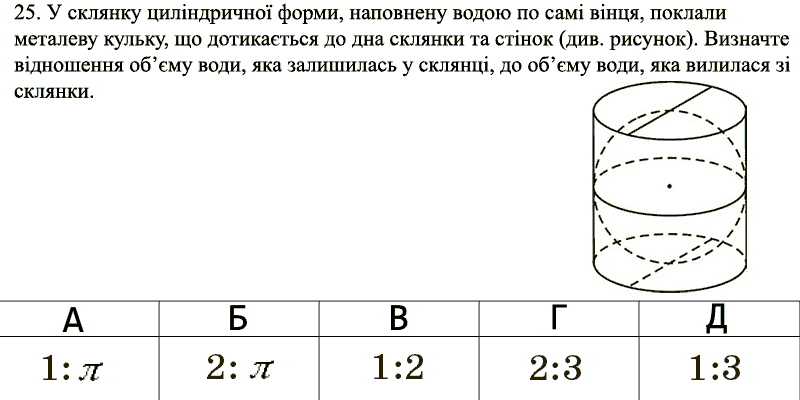 25. У склянку циліндричної форми, наповнену водою по самі вінця, поклали
металеву кульку, що дотикається до дна склянки та стінок (див. рисунок). Визначте
відношення об’єму води, яка залишилась у склянці, до об’єму води, яка вилилася зі
склянки.
А Б В Г Д
1: π 2: π 1:2 2:3 1:3